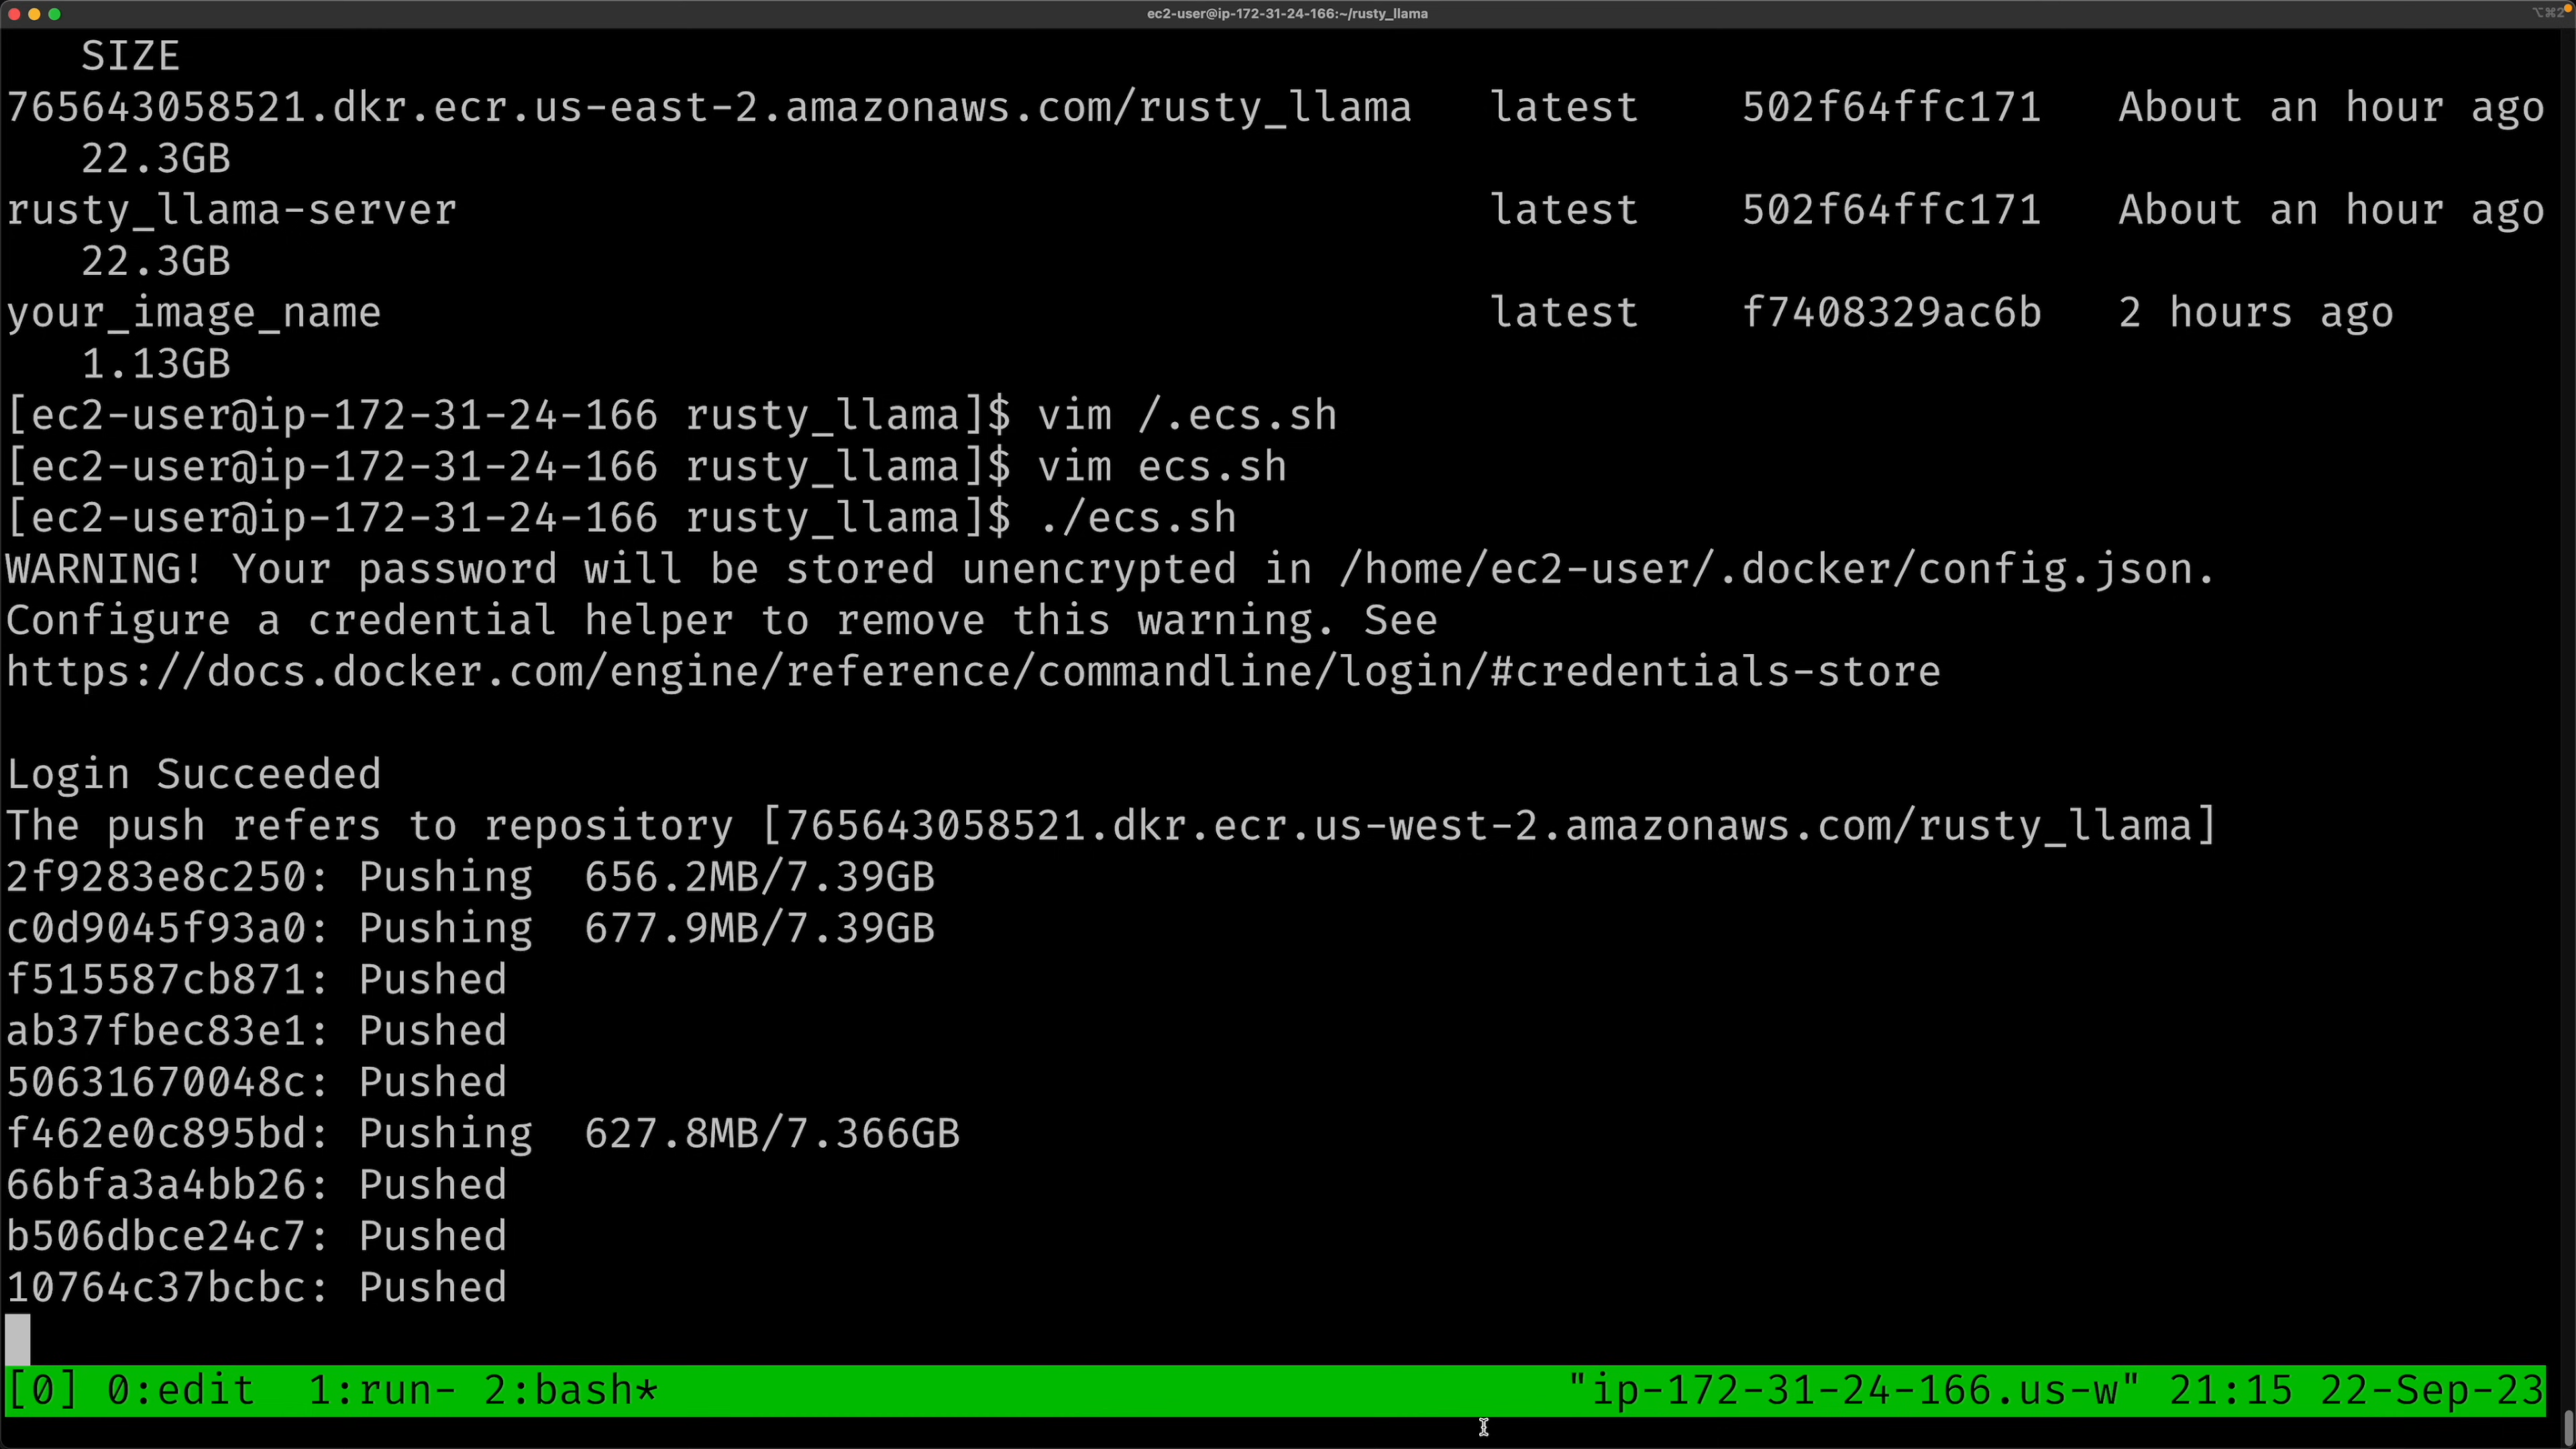 ec2-user@ip-172-31-24-166:~/rusty_llama
⌥⌘2
   SIZE
765643058521.dkr.ecr.us-east-2.amazonaws.com/rusty_llama   latest    502f64ffc171   About an hour ago
   22.3GB
rusty_llama-server                                         latest    502f64ffc171   About an hour ago
   22.3GB
your_image_name                                            latest    f7408329ac6b   2 hours ago
   1.13GB
[ec2-user@ip-172-31-24-166 rusty_llama]$ vim /.ecs.sh
[ec2-user@ip-172-31-24-166 rusty_llama]$ vim ecs.sh
[ec2-user@ip-172-31-24-166 rusty_llama]$ ./ecs.sh
WARNING! Your password will be stored unencrypted in /home/ec2-user/.docker/config.json.
Configure a credential helper to remove this warning. See
https://docs.docker.com/engine/reference/commandline/login/#credentials-store
Login Succeeded
The push refers to repository [765643058521.dkr.ecr.us-west-2.amazonaws.com/rusty_llama]
2f9283e8c250: Pushing  656.2MB/7.39GB
c0d9045f93a0: Pushing  677.9MB/7.39GB
f515587cb871: Pushed
ab37fbec83e1: Pushed
50631670048c: Pushed
f462e0c895bd: Pushing  627.8MB/7.366GB
66bfa3a4bb26: Pushed
b506dbce24c7: Pushed
10764c37bcbc: Pushed
[0] 0:edit  1:run- 2:bash*    "ip-172-31-24-166.us-w" 21:15 22-Sep-23